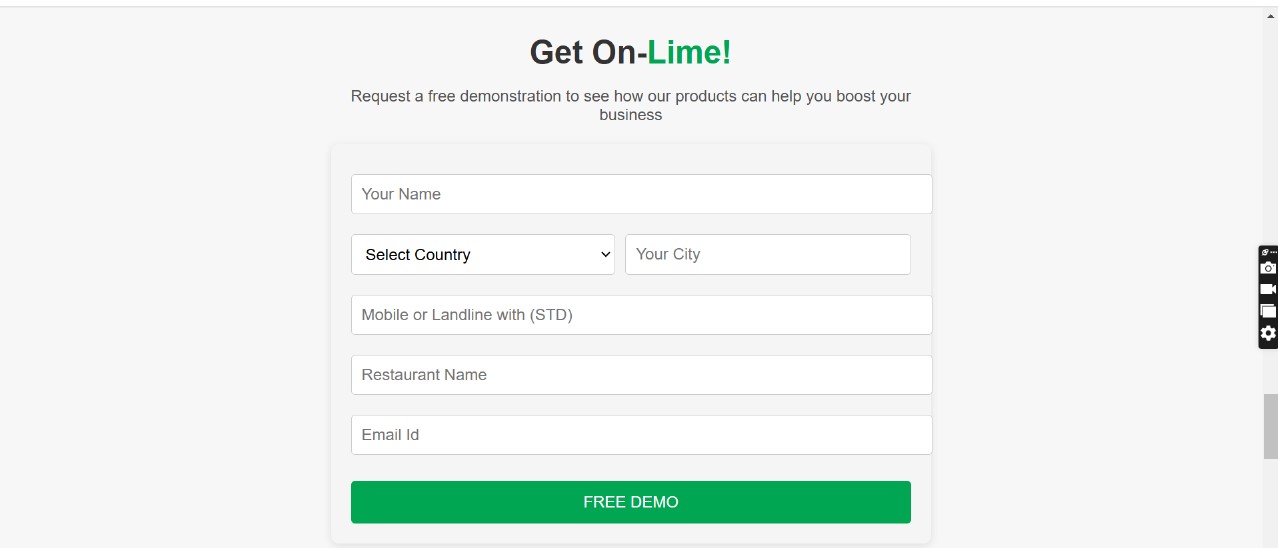 Get On-Lime!
Request a free demonstration to see how our products can help you boost your
business
Your Name
Select Country
Your City
Mobile or Landline with (STD)
Restaurant Name
Email Id
FREE DEMO